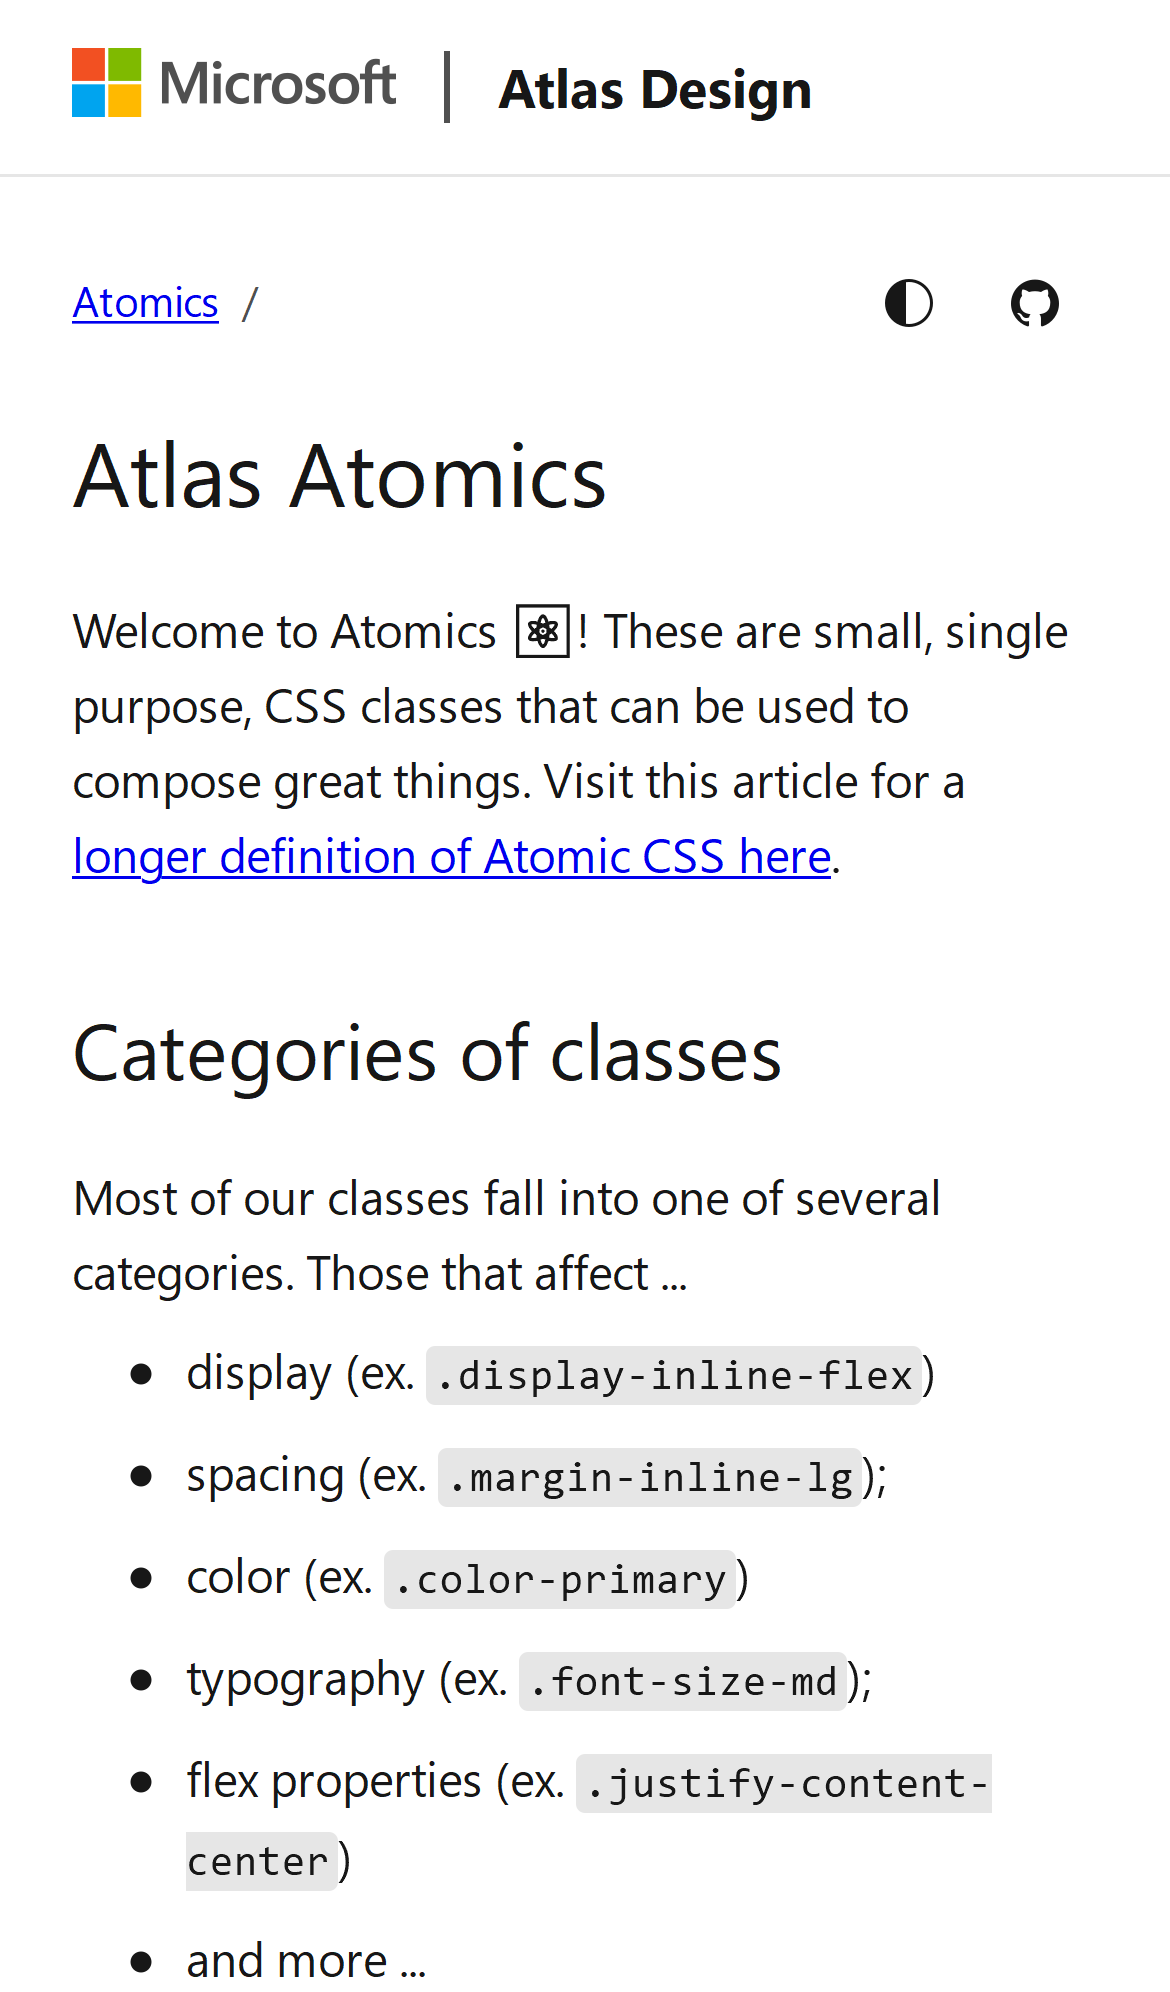 Microsoft | Atlas Design
Atomics /
Atlas Atomics
Welcome to Atomics ⚛! These are small, single
purpose, CSS classes that can be used to
compose great things. Visit this article for a
longer definition of Atomic CSS here.
Categories of classes
Most of our classes fall into one of several
categories. Those that affect ...
• display (ex. .display-inline-flex)
• spacing (ex. .margin-inline-lg);
• color (ex. .color-primary)
• typography (ex. .font-size-md);
• flex properties (ex. .justify-content-
center)
• and more ...